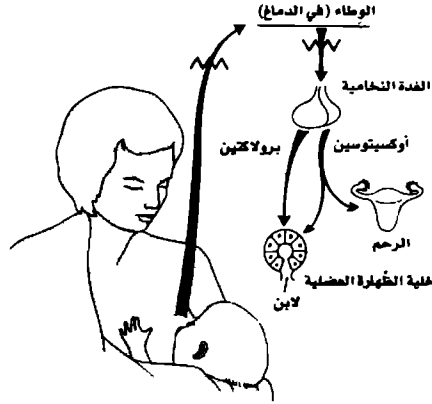 الوطاء (في الدماغ)
الغدة النخامية
أوكسيتوسين
برولاكتين
الرحم
خلية الظهارة العضلية
لابن